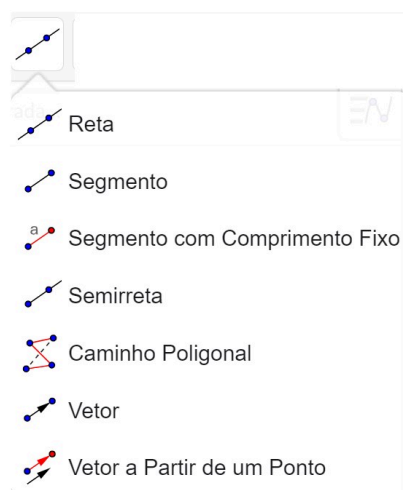 Reta
Segmento
a
Segmento com Comprimento Fixo
Semirreta
Caminho Poligonal
Vetor
Vetor a Partir de um Ponto